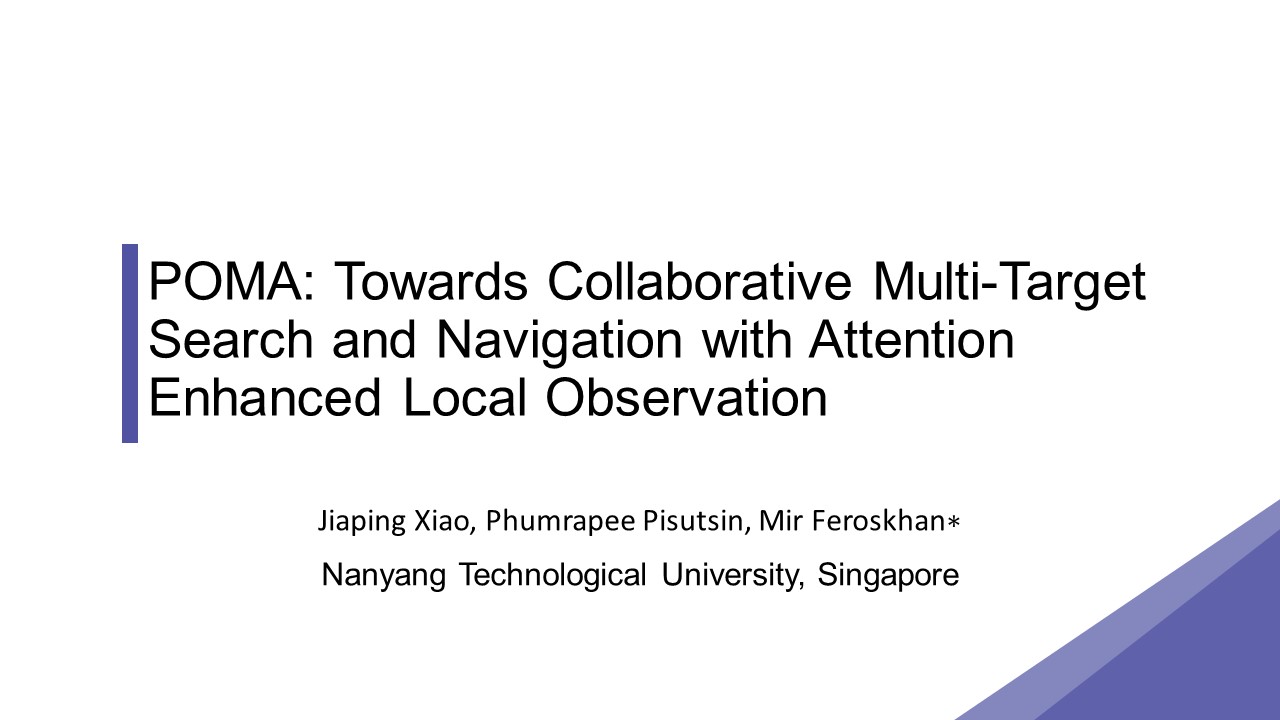 POMA: Towards Collaborative Multi-Target
Search and Navigation with Attention
Enhanced Local Observation
Jiaping Xiao, Phumrapee Pisutsin, Mir Feroskhan∗
Nanyang Technological University, Singapore